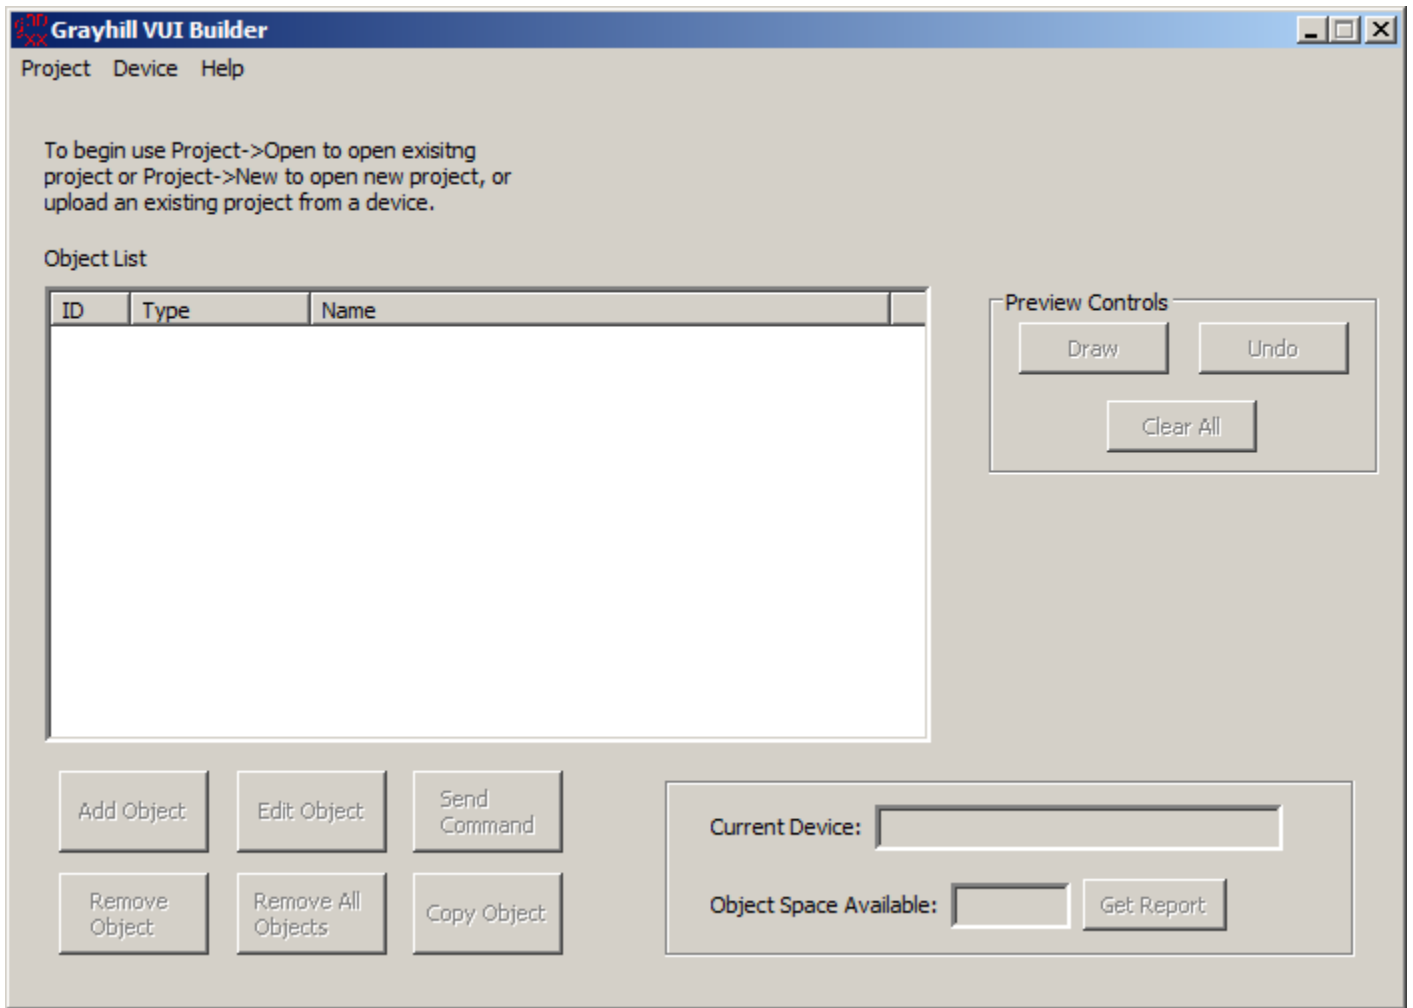 Grayhill VUI Builder
Project Device Help
To begin use Project->Open to open exisitng
project or Project->New to open new project, or
upload an existing project from a device.
Object List
ID Type Name
Preview Controls
Draw Undo
Clear All
Add Object Edit Object Send
Command
Remove
Object Remove All
Objects Copy Object
Current Device:
Object Space Available: Get Report